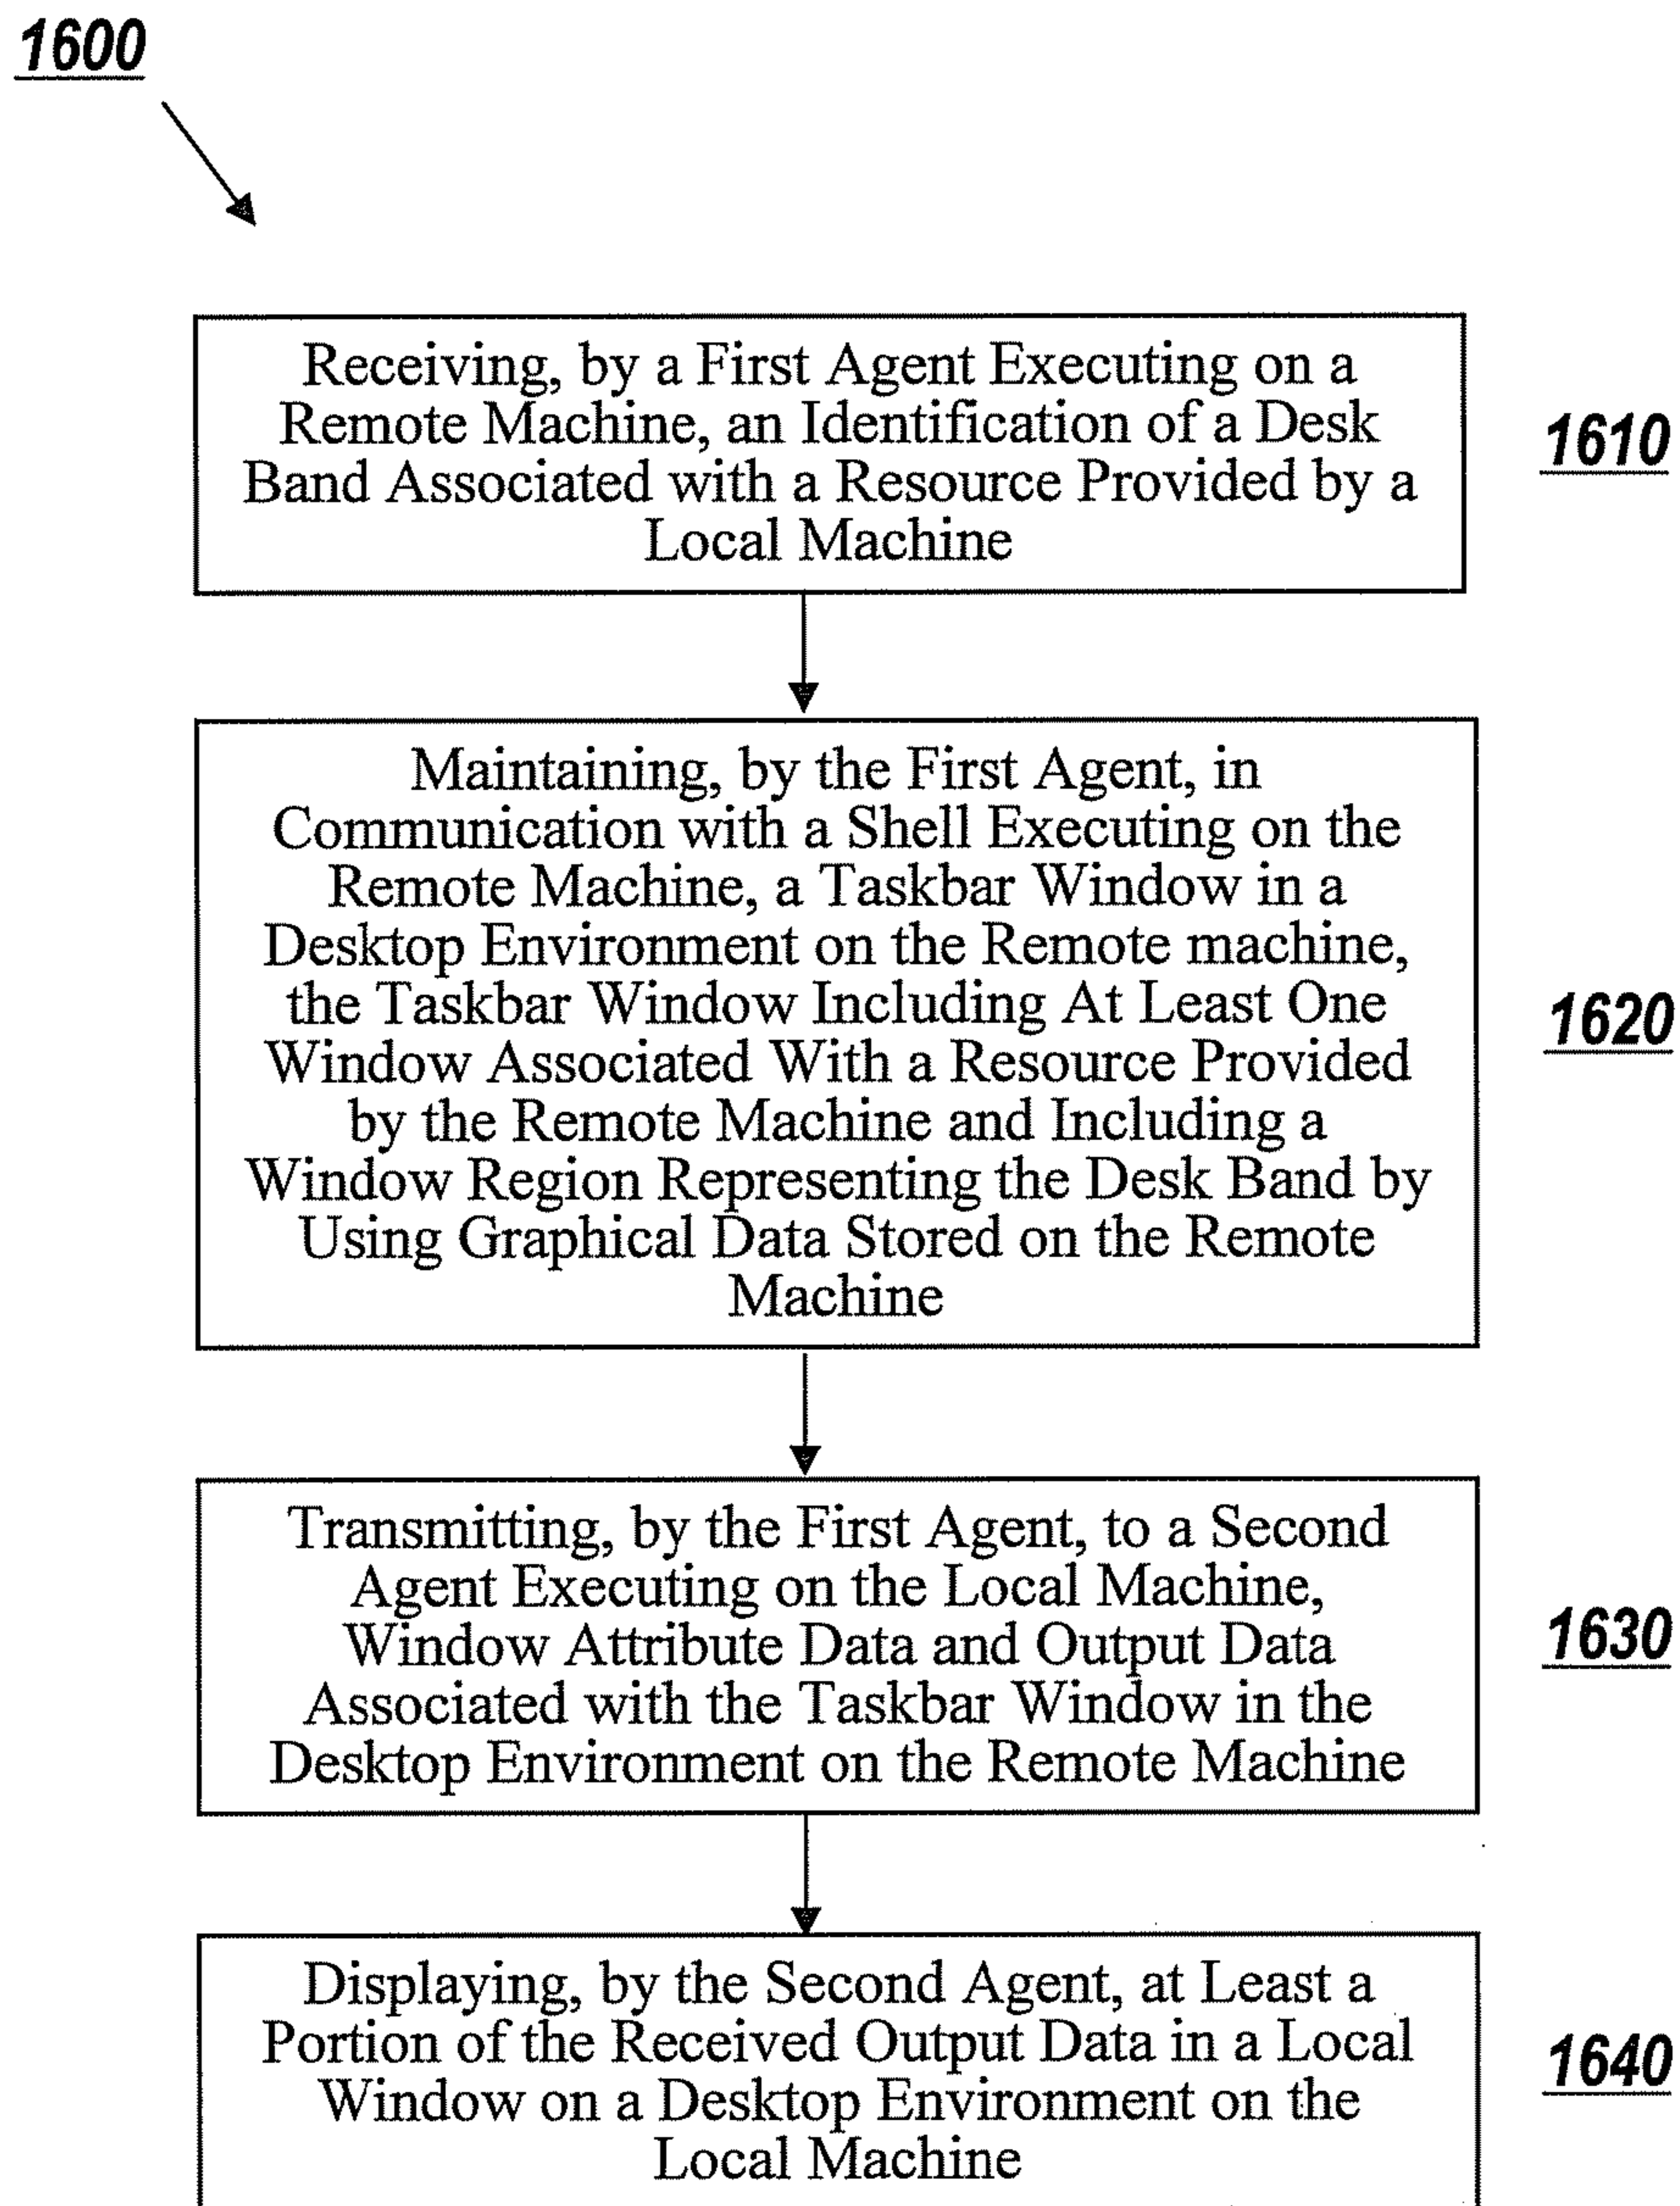 1600
Receiving, by a First Agent Executing on a
Remote Machine, an Identification of a Desk
Band Associated with a Resource Provided by a
Local Machine
1610
Maintaining, by the First Agent, in
Communication with a Shell Executing on the
Remote Machine, a Taskbar Window in a
Desktop Environment on the Remote machine,
the Taskbar Window Including At Least One
Window Associated With a Resource Provided
by the Remote Machine and Including a
Window Region Representing the Desk Band by
Using Graphical Data Stored on the Remote
Machine
1620
Transmitting, by the First Agent, to a Second
Agent Executing on the Local Machine,
Window Attribute Data and Output Data
Associated with the Taskbar Window in the
Desktop Environment on the Remote Machine
1630
Displaying, by the Second Agent, at Least a
Portion of the Received Output Data in a Local
Window on a Desktop Environment on the
Local Machine
1640